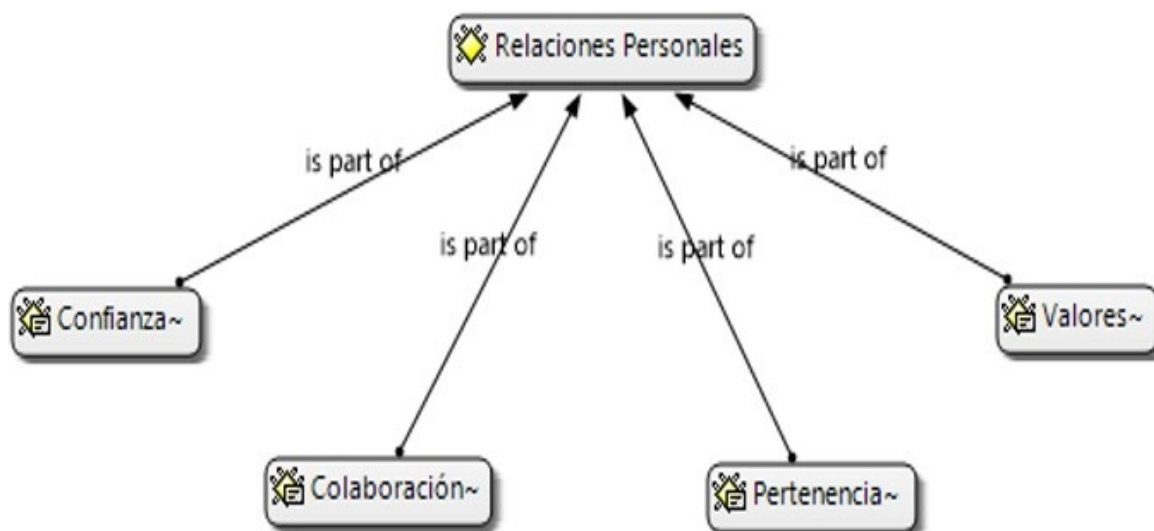 Relaciones Personales
is part of
is part of
is part of
is part of
Confianza~
Valores~
Colaboración~
Pertenencia~